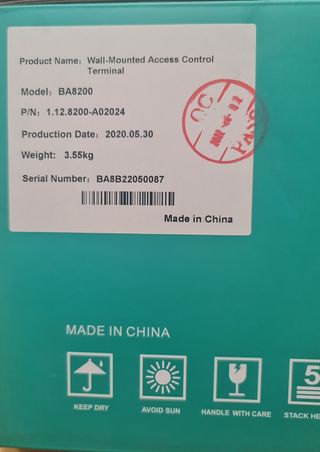 Product Name: Wall-Mounted Access Control
Terminal
Model: BA8200
P/N: 1.12.8200-A02024
Production Date: 2020.05.30
Weight: 3.55kg
Serial Number: BA8B22050087
QC
Made in China
MADE IN CHINA
KEEP DRY
AVOID SUN
HANDLE WITH CARE
5
STACK HE